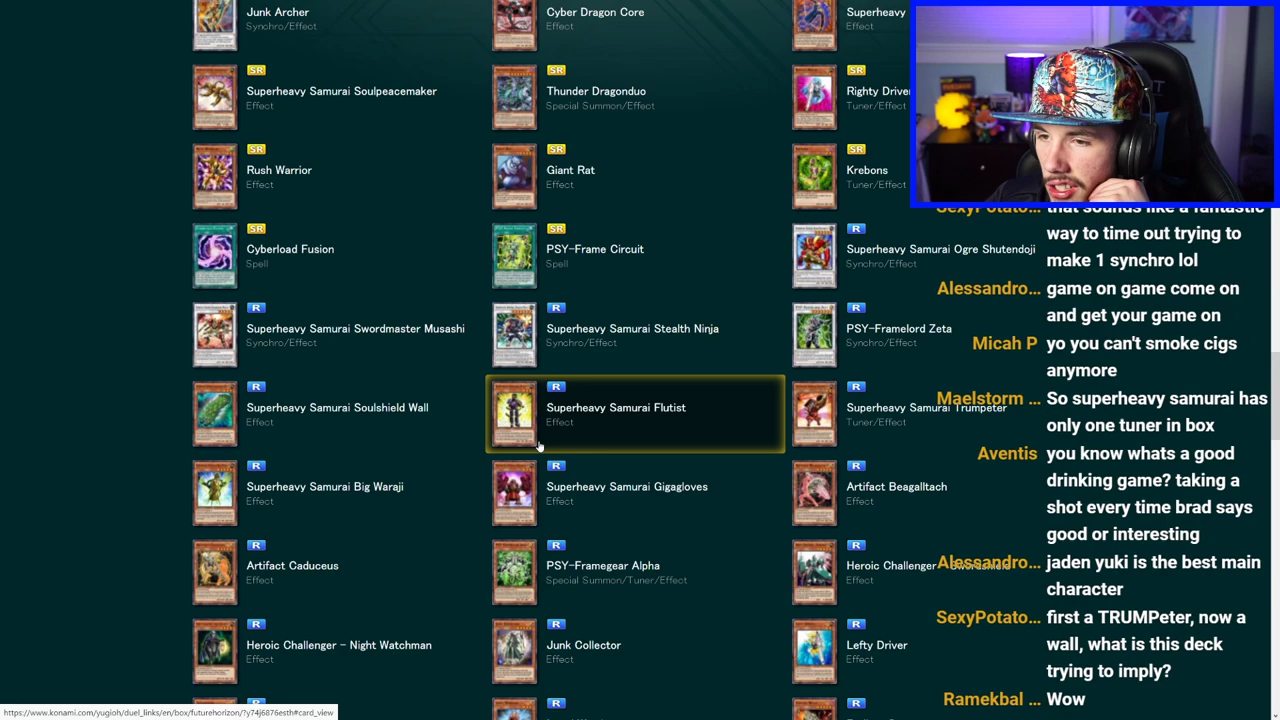 Junk Archer
Synchro/Effect
Cyber Dragon Core
Effect
Superheavy
SR
Superheavy Samurai Soulpeacemaker
Effect
SR
Thunder Dragonduo
Special Summon/Effect
SR
Righty Driver
Tuner/Effect
SR
Rush Warrior
Effect
SR
Giant Rat
Effect
SR
Krebons
Tuner/Effect
SR
Cyberload Fusion
Spell
SR
PSY-Frame Circuit
Spell
R
Superheavy Samurai Ogre Shutendoji
Synchro/Effect
R
Superheavy Samurai Swordmaster Musashi
Synchro/Effect
R
Superheavy Samurai Stealth Ninja
Synchro/Effect
R
PSY-Framelord Zeta
Synchro/Effect
R
Superheavy Samurai Soulshield Wall
Effect
R
Superheavy Samurai Flutist
Effect
R
Superheavy Samurai Trumpeter
Tuner/Effect
R
Superheavy Samurai Big Waraji
Effect
R
Superheavy Samurai Gigagloves
Effect
R
Artifact Beagalltach
Effect
R
Artifact Caduceus
Effect
R
PSY-Framegear Alpha
Special Summon/Tuner/Effect
R
Heroic Challenger
Effect
R
Heroic Challenger - Night Watchman
Effect
R
Junk Collector
Effect
R
Lefty Driver
Effect
R
R
R
https://www.konami.com/yugioh/duel_links/en/box/futurehorizon/?y74j6876esth#card_view
SexyPotato... that sounds like a fantastic
way to time out trying to
make 1 synchro lol
Alessandro... game on game on come on
and get your game on
Micah P yo you can't smoke cubans
anymore
Maelstorm ... So superheavy samurai has
only one tuner in box
Aventis you know whats a good
drinking game? taking a
shot every time brad says
good or interesting
Alessandro... jaden yuki is the best main
character
SexyPotato... first a TRUMPeter, now a
wall, what is this deck
trying to imply?
Ramekbal ... Wow